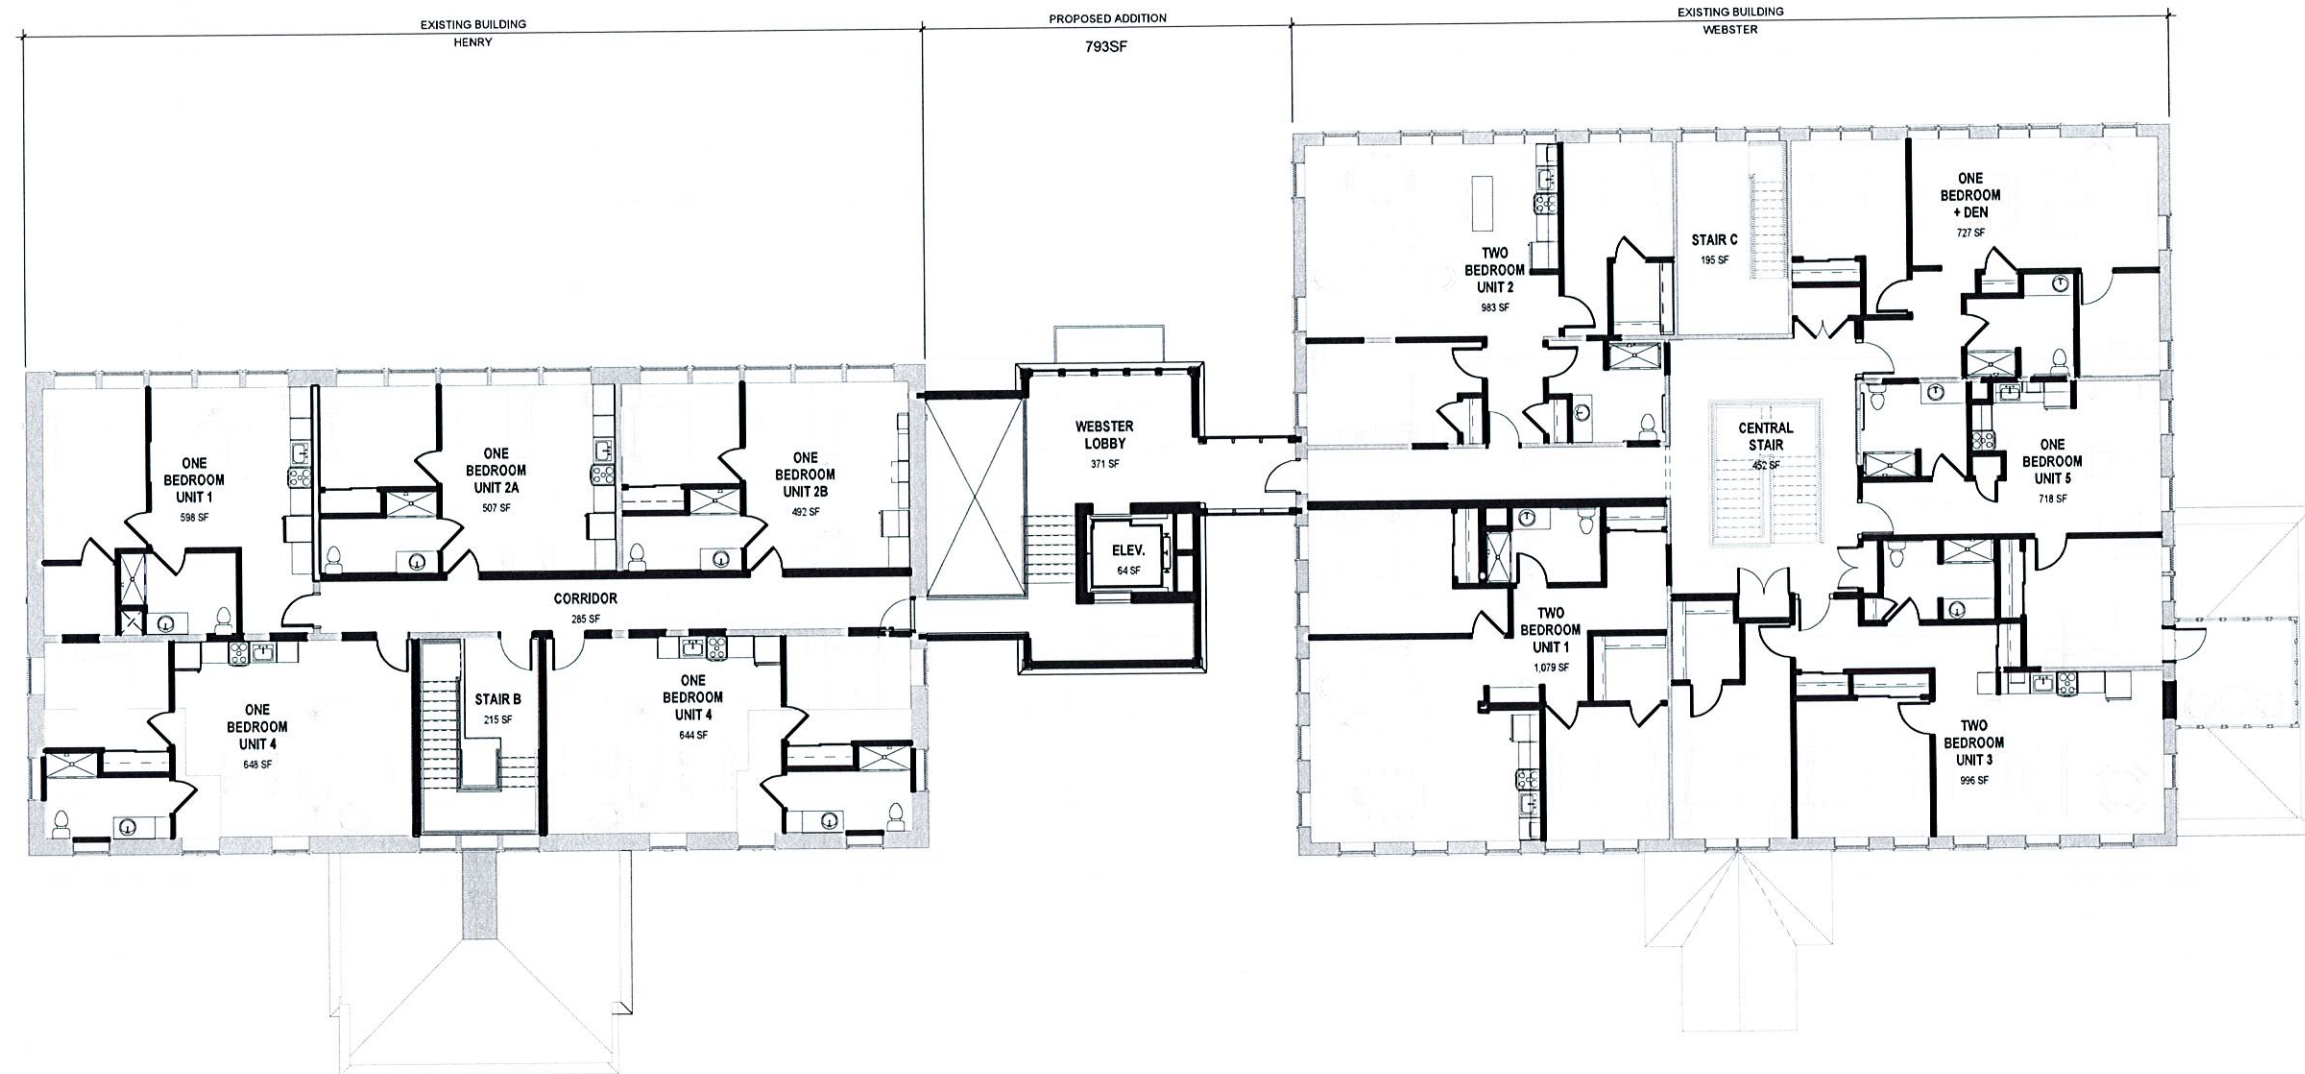 EXISTING BUILDING
HENRY
PROPOSED ADDITION
793SF
EXISTING BUILDING
WEBSTER
ONE
BEDROOM
UNIT 1
598 SF
ONE
BEDROOM
UNIT 2A
507 SF
ONE
BEDROOM
UNIT 2B
492 SF
CORRIDOR
285 SF
ONE
BEDROOM
UNIT 4
648 SF
STAIR B
215 SF
ONE
BEDROOM
UNIT 4
644 SF
WEBSTER
LOBBY
371 SF
ELEV.
64 SF
TWO
BEDROOM
UNIT 2
983 SF
STAIR C
195 SF
ONE
BEDROOM
+ DEN
727 SF
CENTRAL
STAIR
452 SF
ONE
BEDROOM
UNIT 5
718 SF
TWO
BEDROOM
UNIT 1
1,079 SF
TWO
BEDROOM
UNIT 3
996 SF